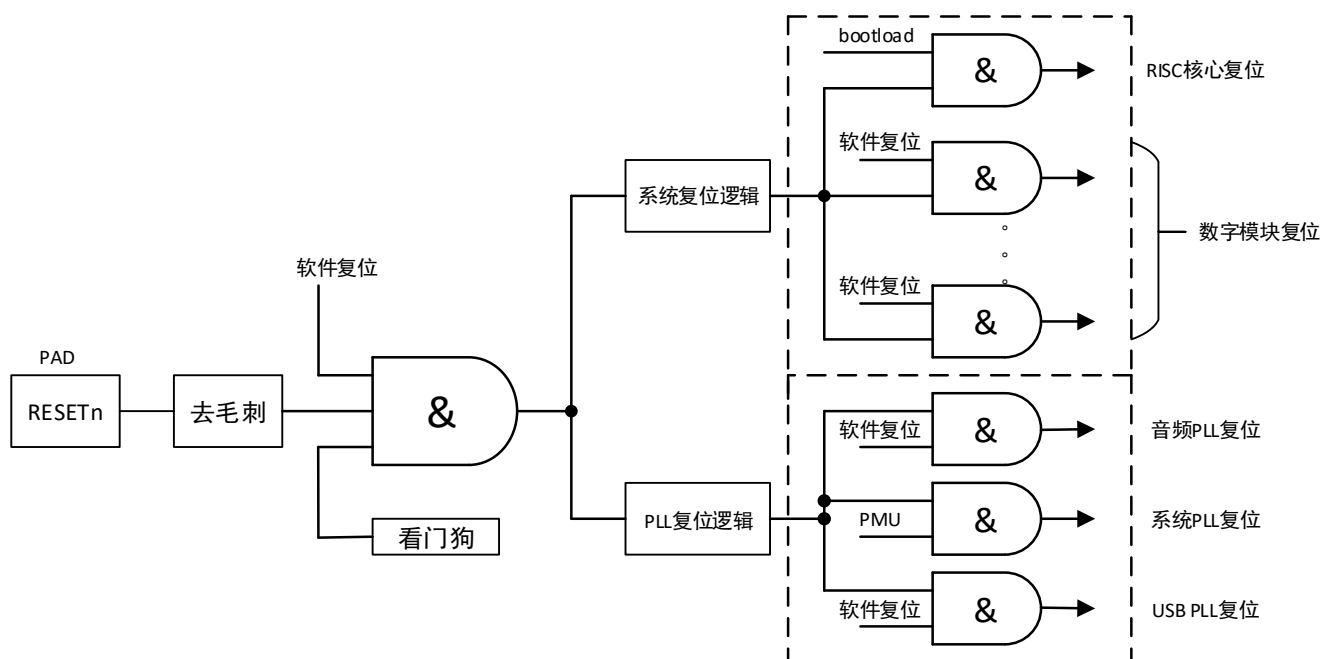 bootload
&
RISC核心复位
软件复位
&
系统复位逻辑
数字模块复位
软件复位
软件复位
&
PAD
RESETn
去毛刺
&
软件复位
&
音频PLL复位
看门狗
PLL复位逻辑
PMU
&
系统PLL复位
软件复位
&
USB PLL复位